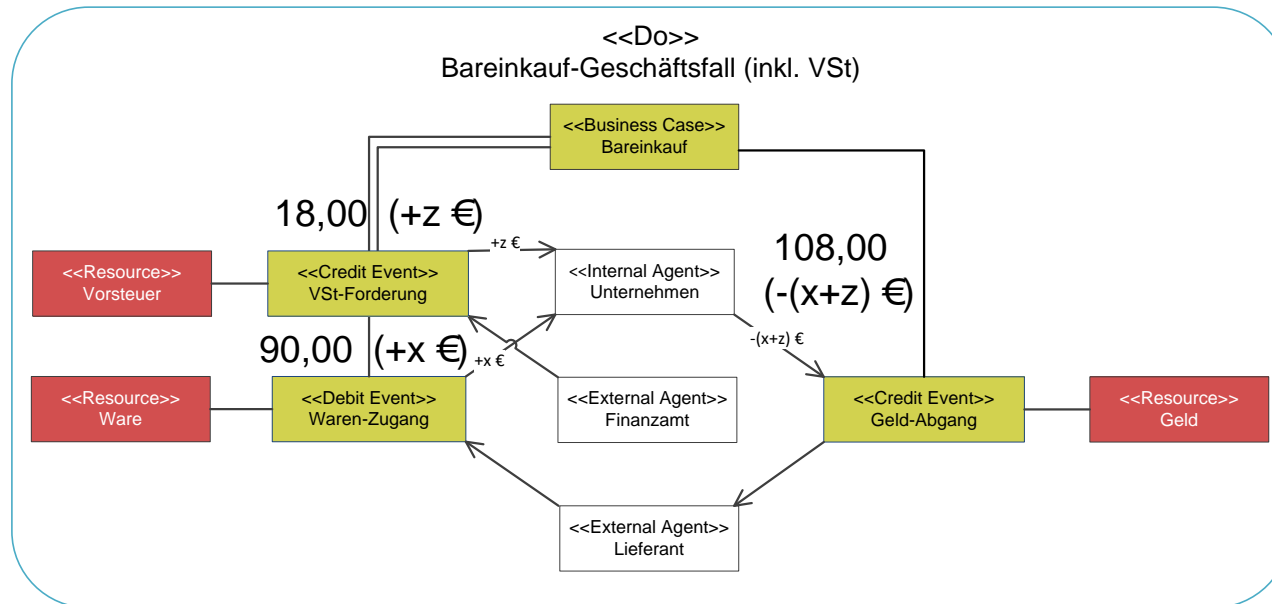 <<Do>>
Bareinkauf-Geschäftsfall (inkl. VSt)
<<Business Case>>
Bareinkauf
18,00 (+z €)
+z €
108,00
(-(x+z) €)
<<Resource>>
Vorsteuer
<<Credit Event>>
VSt-Forderung
<<Internal Agent>>
Unternehmen
90,00 (+x €)
+x €
-(x+z) €
<<Resource>>
Ware
<<Debit Event>>
Waren-Zugang
<<External Agent>>
Finanzamt
<<Credit Event>>
Geld-Abgang
<<Resource>>
Geld
<<External Agent>>
Lieferant